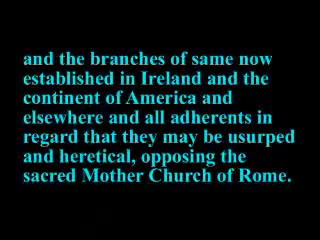 and the branches of same now
established in Ireland and the
continent of America and
elsewhere and all adherents in
regard that they may be usurped
and heretical, opposing the
sacred Mother Church of Rome.